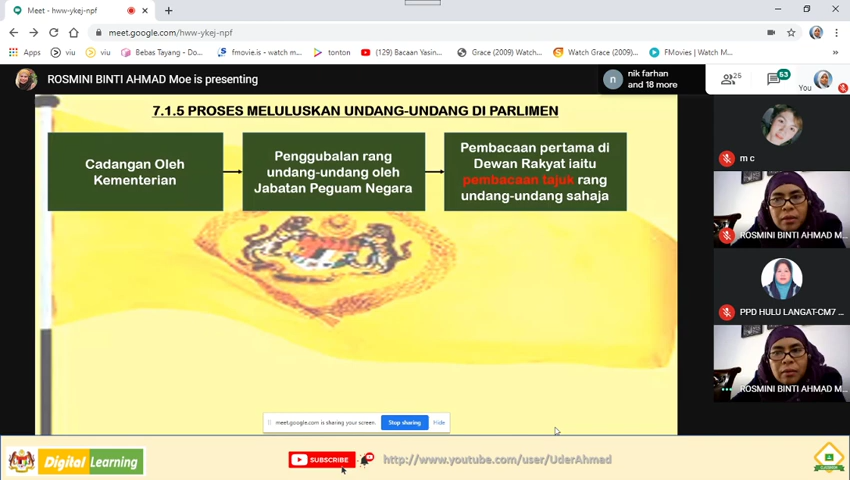 Meet - hww-ykej-npf
meet.google.com/hww-ykej-npf
Apps
viu
viu
Bebas Tayang - Do...
fmovie.is - watch m...
tonton
(129) Bacaan Yasin...
Grace (2009) Watch...
Watch Grace (2009)...
FMovies | Watch M...
ROSMINI BINTI AHMAD Moe is presenting
n
nik farhan
and 18 more
25
53
You
7.1.5 PROSES MELULUSKAN UNDANG-UNDANG DI PARLIMEN
Cadangan Oleh
Kementerian
Penggubalan rang
undang-undang oleh
Jabatan Peguam Negara
Pembacaan pertama di
Dewan Rakyat iaitu
pembacaan tajuk rang
undang-undang sahaja
m c
ROSMINI BINTI AHMAD M...
PPD HULU LANGAT-CM7 ...
ROSMINI BINTI AHMAD M...
meet.google.com is sharing your screen.
Stop sharing
Hide
Digital Learning
SUBSCRIBE
http://www.youtube.com/user/UderAhmad